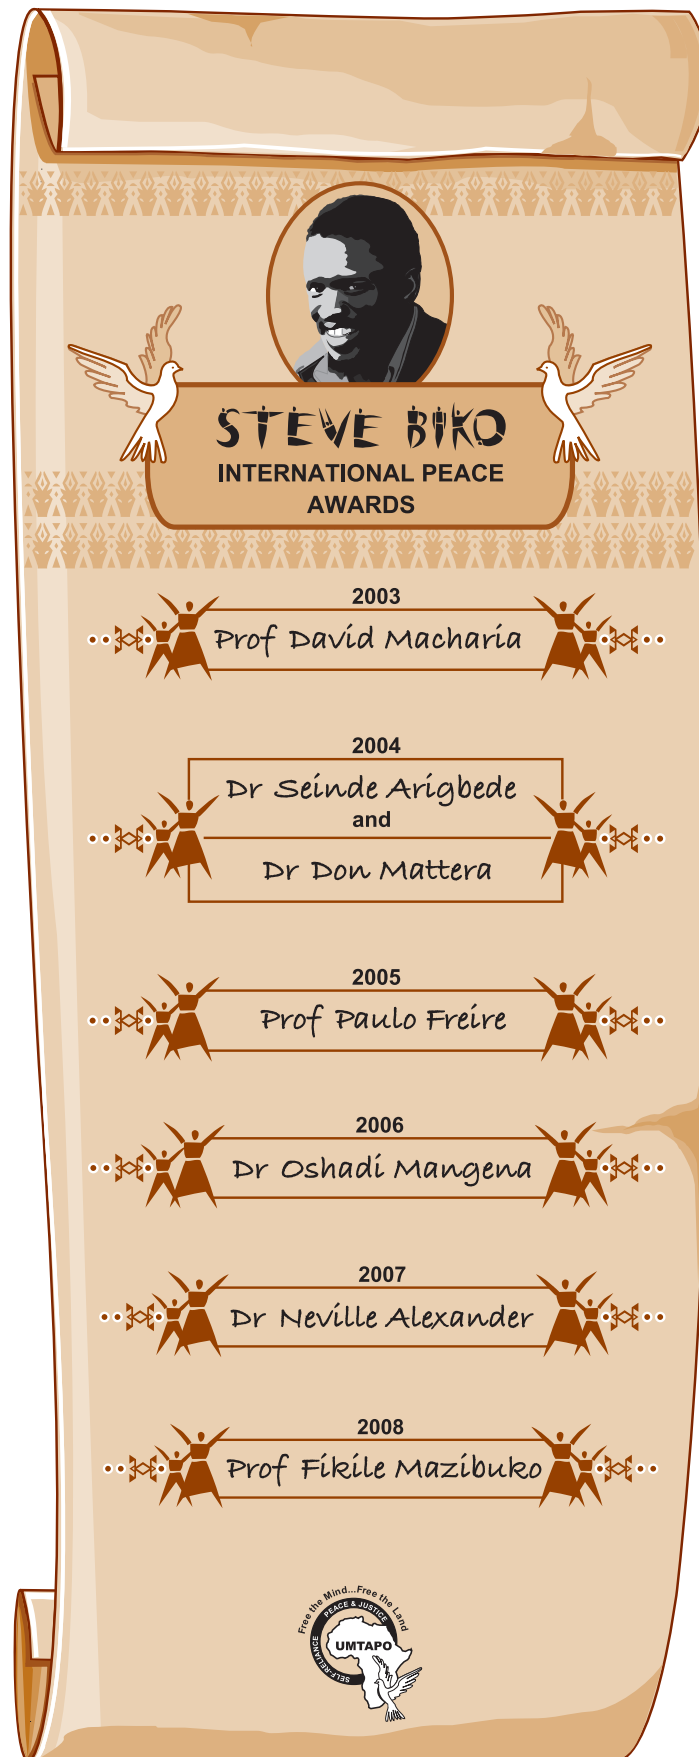 STEVE BIKO
INTERNATIONAL PEACE
AWARDS
2003
Prof David Macharia
2004
Dr Seinde Arigbede
and
Dr Don Mattera
2005
Prof Paulo Freire
2006
Dr Oshadi Mangena
2007
Dr Neville Alexander
2008
Prof Fikile Mazibuko
Free the Mind...Free the Land
PEACE & JUSTICE
SELF-RELIANCE
UMTAPO